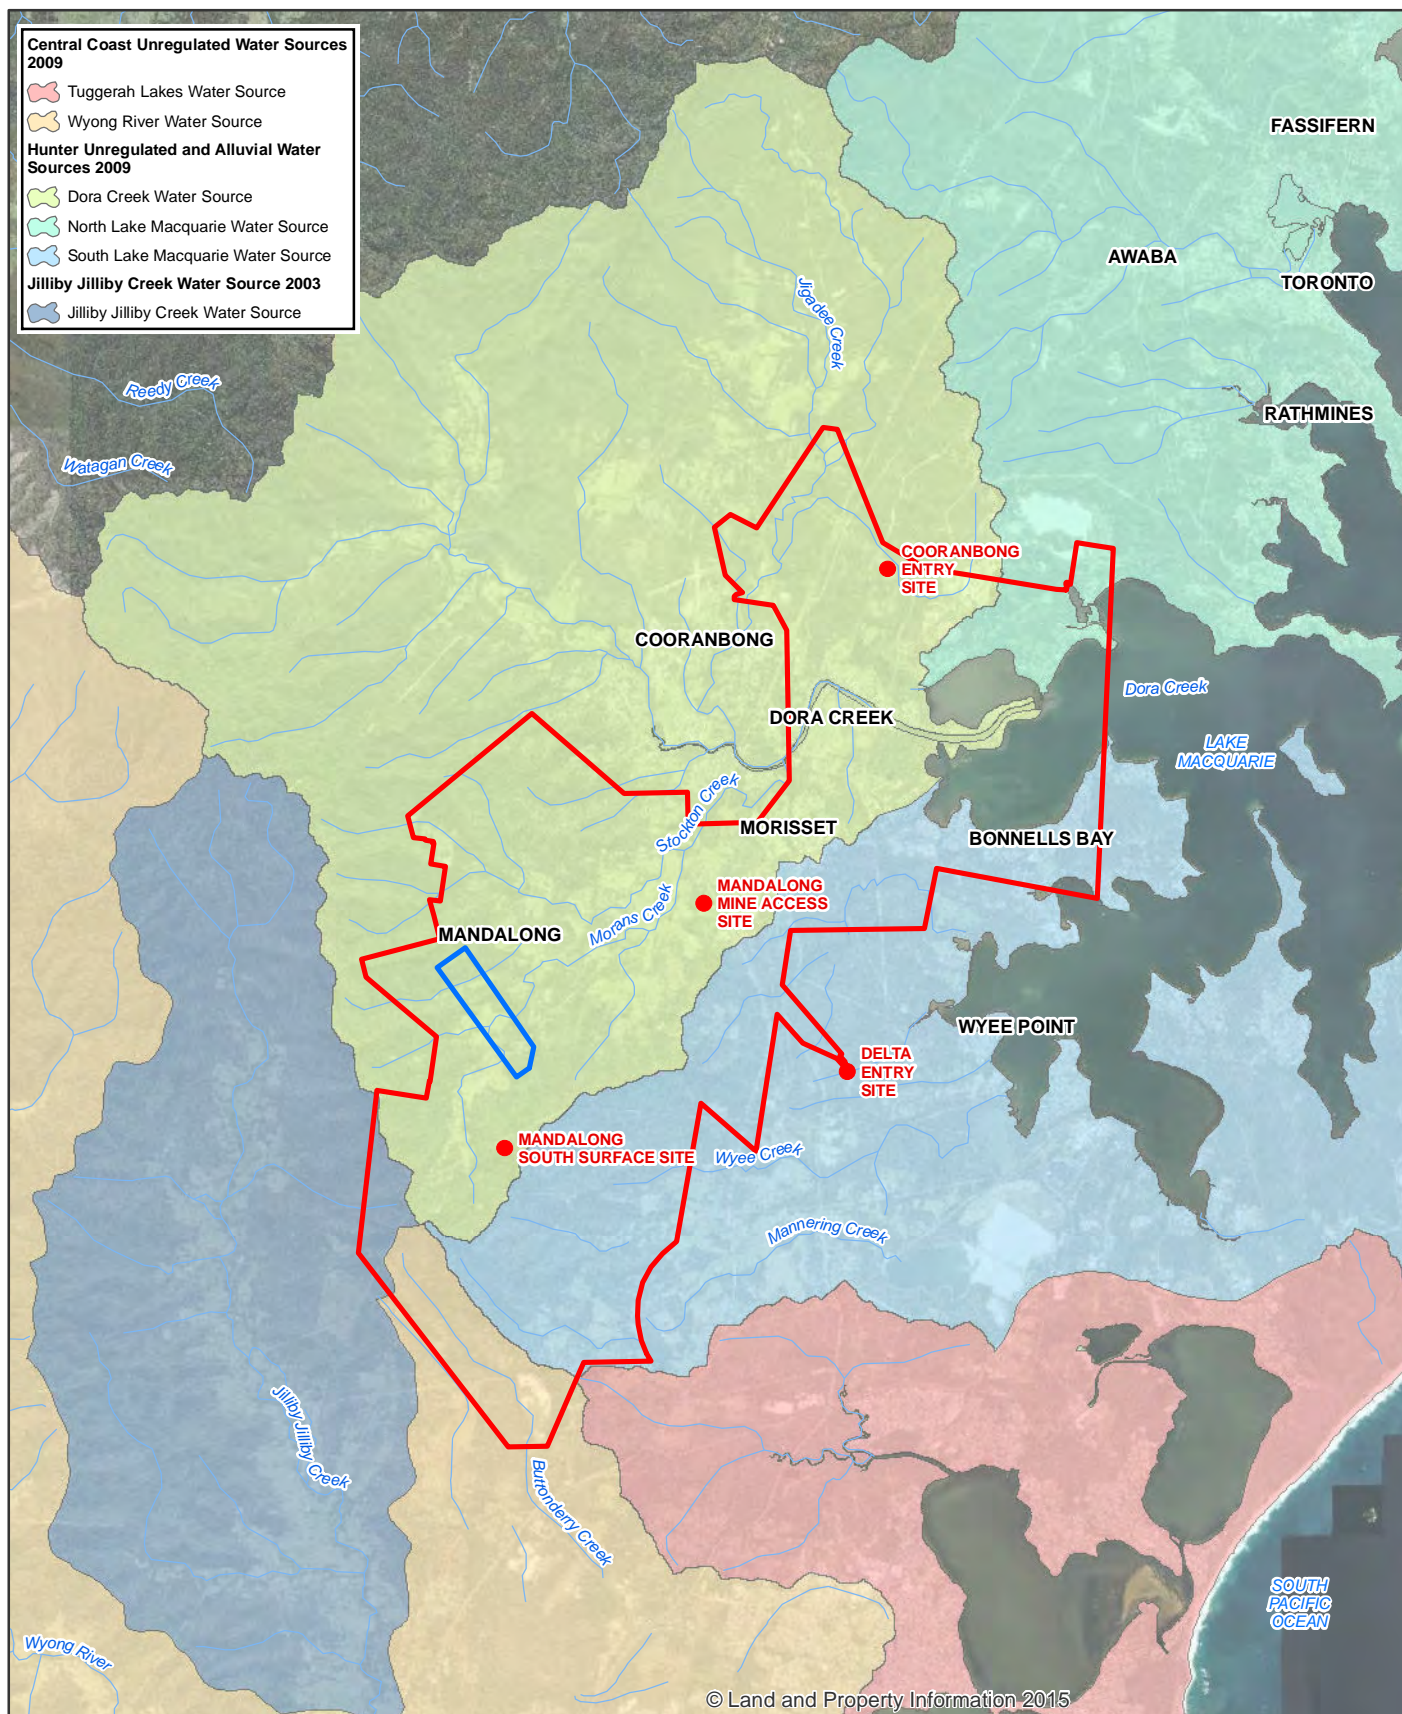 Central Coast Unregulated Water Sources
2009
Tuggerah Lakes Water Source
Wyong River Water Source
Hunter Unregulated and Alluvial Water
Sources 2009
Dora Creek Water Source
North Lake Macquarie Water Source
South Lake Macquarie Water Source
Jilliby Jilliby Creek Water Source 2003
Jilliby Jilliby Creek Water Source
FASSIFERN
AWABA
TORONTO
Jigadee Creek
Reedy Creek
RATHMINES
Watagan Creek
COORANBONG
ENTRY
SITE
COORANBONG
Dora Creek
DORA CREEK
LAKE
MACQUARIE
Stockton Creek
MORISSET
BONNELLS BAY
MANDALONG
MINE ACCESS
SITE
Morans Creek
MANDALONG
WYEE POINT
DELTA
ENTRY
SITE
MANDALONG
SOUTH SURFACE SITE
Wyee Creek
Mannering Creek
Jilliby Jilliby Creek
Buttonderry Creek
SOUTH
PACIFIC
OCEAN
Wyong River
© Land and Property Information 2015